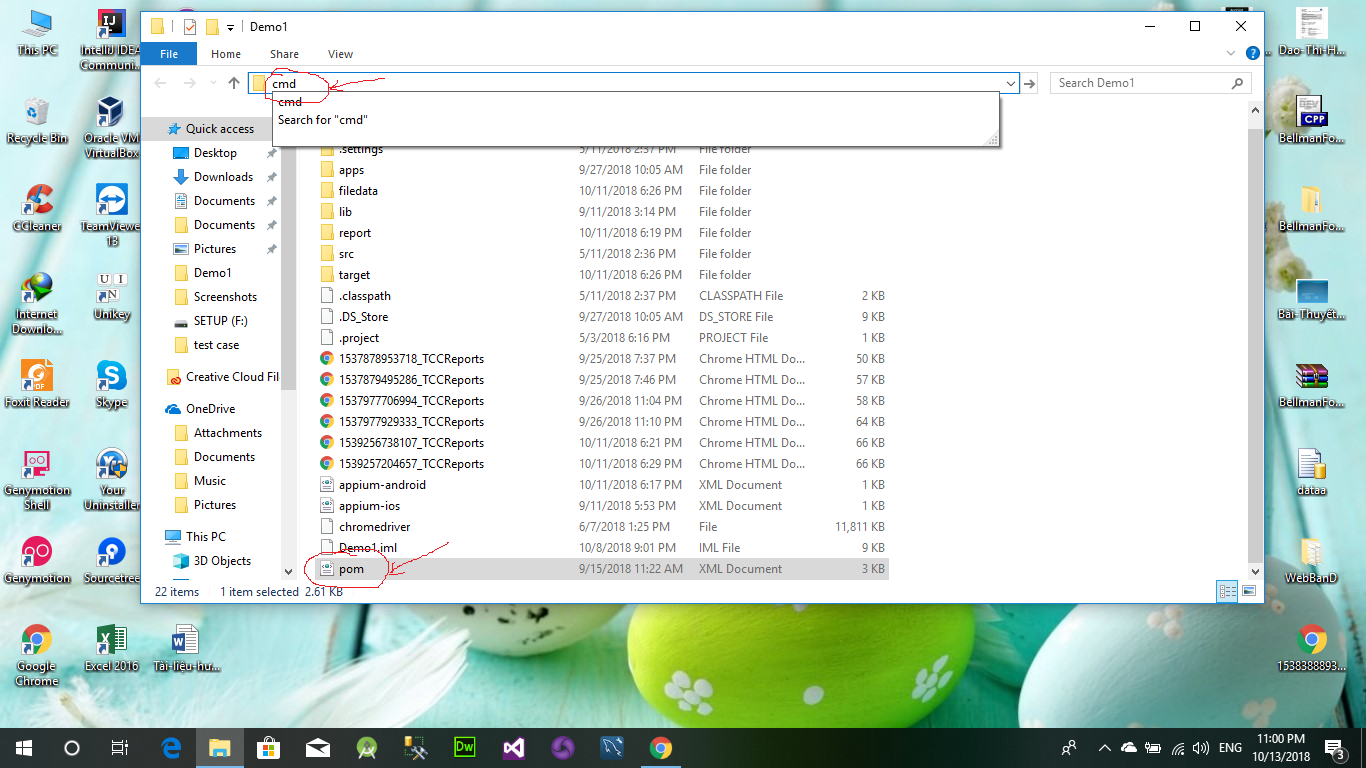 This PC
IntelliJ IDEA
Communi...
Recycle Bin
Oracle VM
VirtualBox
CCleaner
TeamViewer
13
Internet
Downlo...
Unikey
Foxit Reader
Skype
Genymotion
Shell
Your
Uninstaller
Genymotion
Sourcetree
Google
Chrome
Excel 2016
Tài-liệu-hư...
Demo1
File
Home
Share
View
cmd
Search Demo1
cmd
Search for "cmd"
Quick access
Desktop
Downloads
Documents
Documents
Pictures
Demo1
Screenshots
SETUP (F:)
test case
Creative Cloud Fil
OneDrive
Attachments
Documents
Music
Pictures
This PC
3D Objects
.settings 5/11/2018 2:37 PM File folder
apps 9/27/2018 10:05 AM File folder
filedata 10/11/2018 6:26 PM File folder
lib 9/11/2018 3:14 PM File folder
report 10/11/2018 6:19 PM File folder
src 5/11/2018 2:36 PM File folder
target 10/11/2018 6:26 PM File folder
.classpath 5/11/2018 2:37 PM CLASSPATH File 2 KB
.DS_Store 9/27/2018 10:05 AM DS_STORE File 9 KB
.project 5/3/2018 6:16 PM PROJECT File 1 KB
1537878953718_TCCReports 9/25/2018 7:37 PM Chrome HTML Do... 50 KB
1537879495286_TCCReports 9/25/2018 7:46 PM Chrome HTML Do... 57 KB
1537977706994_TCCReports 9/26/2018 11:04 PM Chrome HTML Do... 58 KB
1537977929333_TCCReports 9/26/2018 11:10 PM Chrome HTML Do... 64 KB
1539256738107_TCCReports 10/11/2018 6:21 PM Chrome HTML Do... 66 KB
1539257204657_TCCReports 10/11/2018 6:29 PM Chrome HTML Do... 66 KB
appium-android 10/11/2018 6:17 PM XML Document 1 KB
appium-ios 9/11/2018 5:53 PM XML Document 1 KB
chromedriver 6/7/2018 1:25 PM File 11,811 KB
Demo1.iml 10/8/2018 9:01 PM IML File 9 KB
pom 9/15/2018 11:22 AM XML Document 3 KB
22 items 1 item selected 2.61 KB
Dao-Thi-H...
CPP
BellmanFo...
BellmanFo...
Bài-Thuyết...
BellmanFo...
dataa
WebBanD
1538388893...
Dw
ENG
11:00 PM
10/13/2018
3